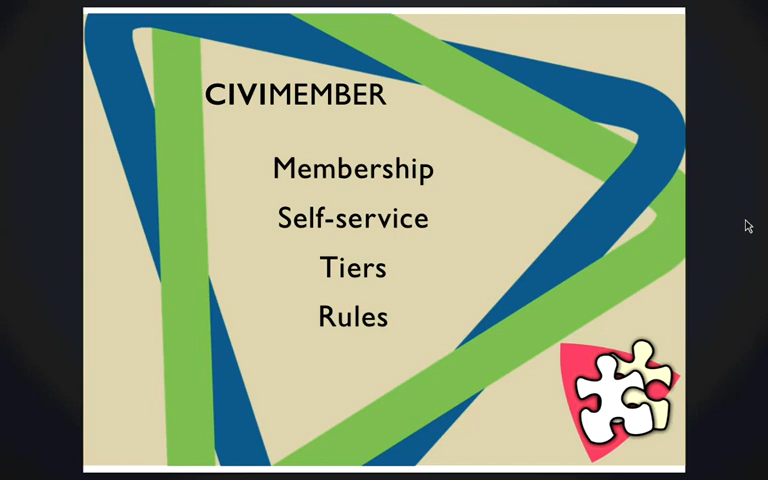 CIVIMEMBER
Membership
Self-service
Tiers
Rules